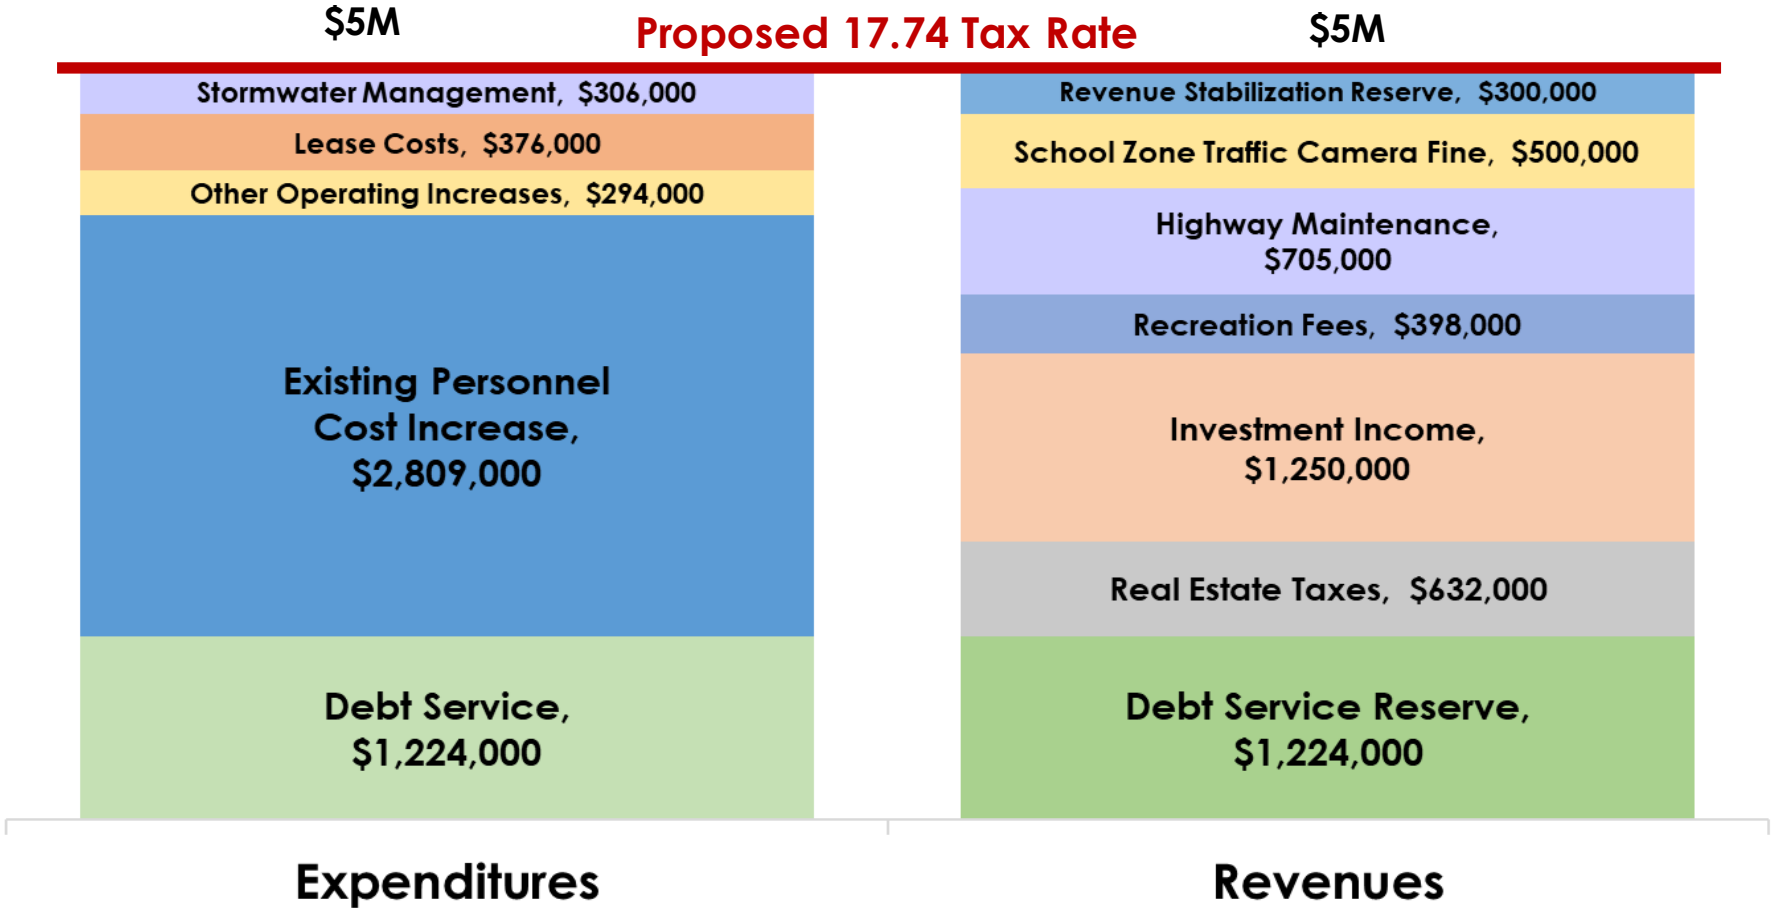 $5M
Proposed 17.74 Tax Rate
$5M
Stormwater Management, $306,000
Lease Costs, $376,000
Other Operating Increases, $294,000
Existing Personnel
Cost Increase,
$2,809,000
Debt Service,
$1,224,000
Expenditures
Revenue Stabilization Reserve, $300,000
School Zone Traffic Camera Fine, $500,000
Highway Maintenance,
$705,000
Recreation Fees, $398,000
Investment Income,
$1,250,000
Real Estate Taxes, $632,000
Debt Service Reserve,
$1,224,000
Revenues